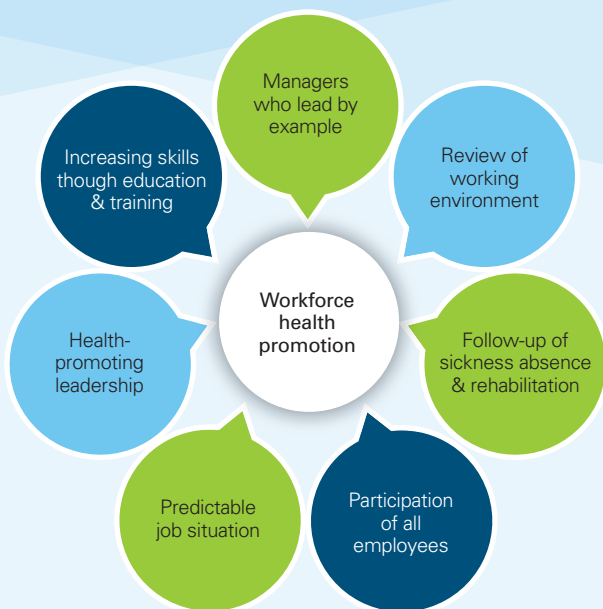 Managers
who lead by
example
Review of
working
environment
Follow-up of
sickness absence
& rehabilitation
Participation
of all
employees
Predictable
job situation
Health-
promoting
leadership
Increasing skills
though education
& training
Workforce
health
promotion